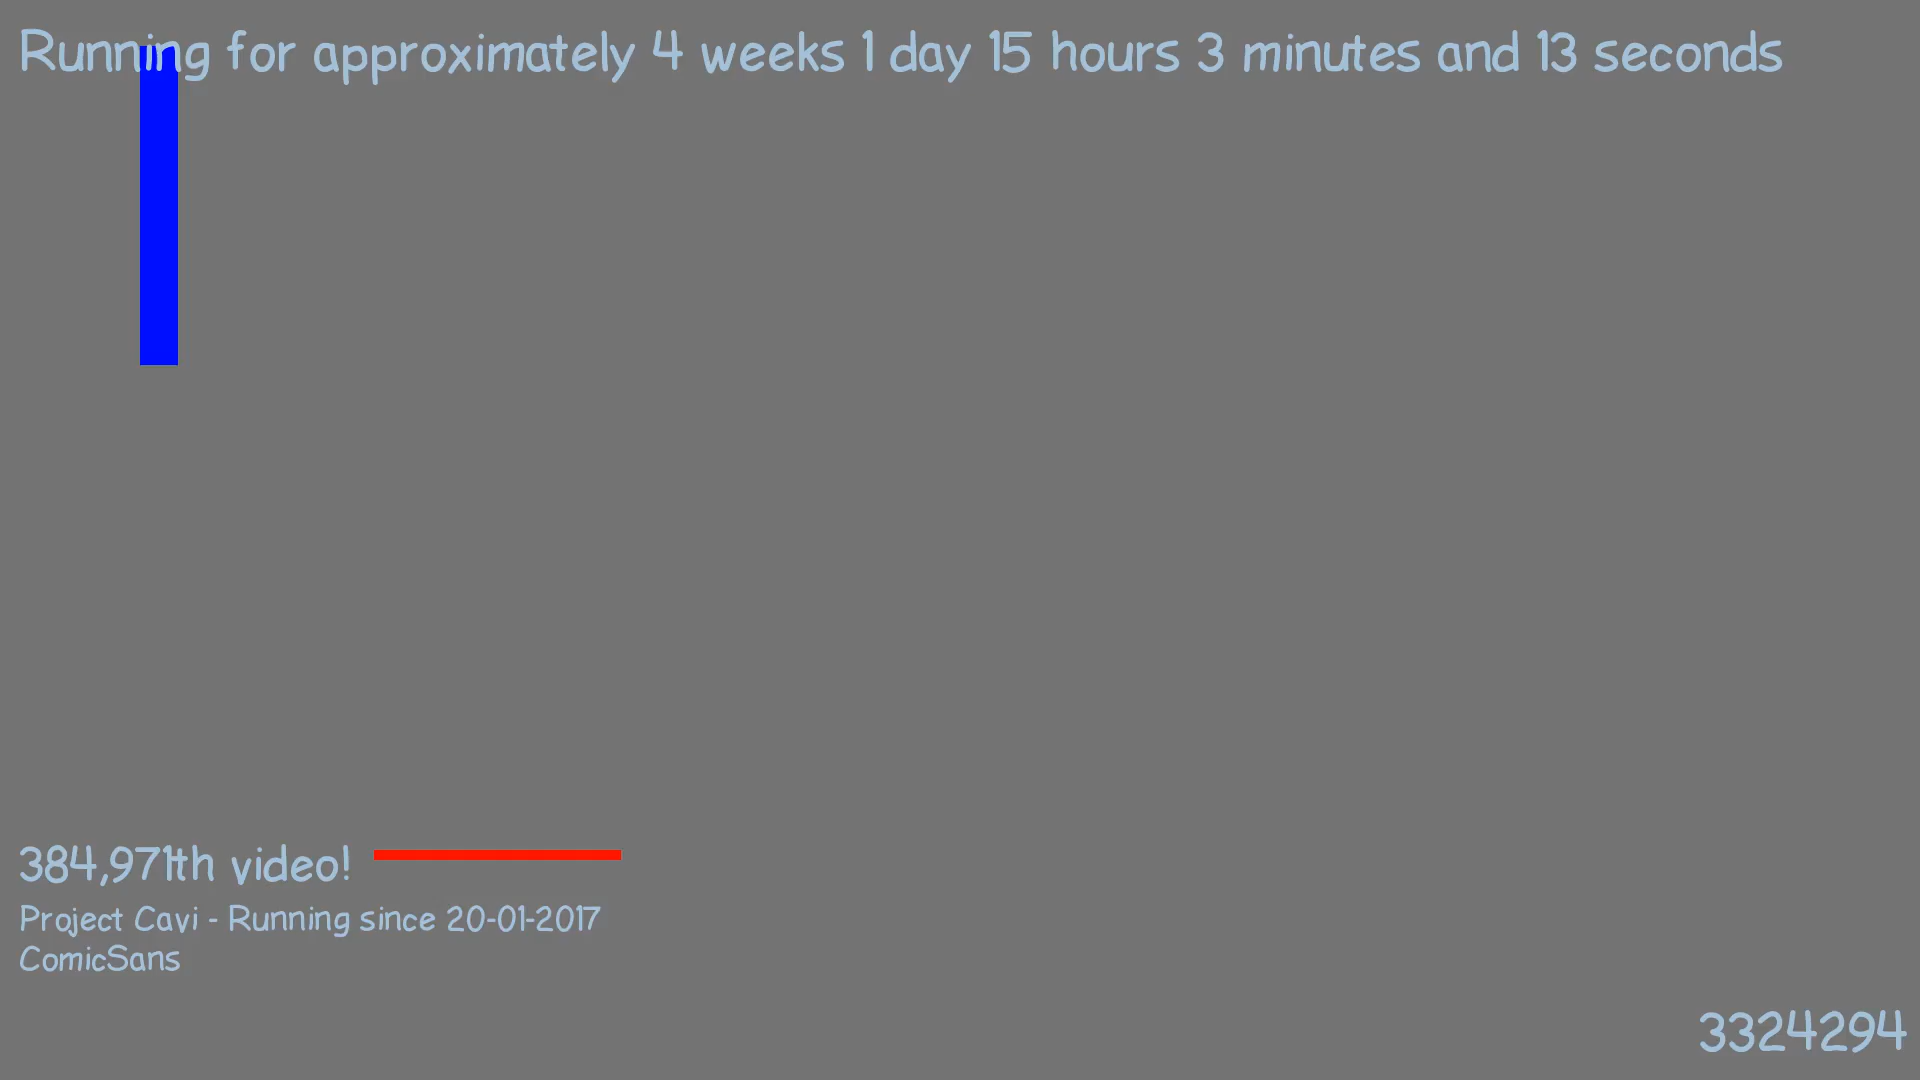 Running for approximately 4 weeks 1 day 15 hours 3 minutes and 13 seconds
384,971th video!
Project Cavi - Running since 20-01-2017
ComicSans
3324294